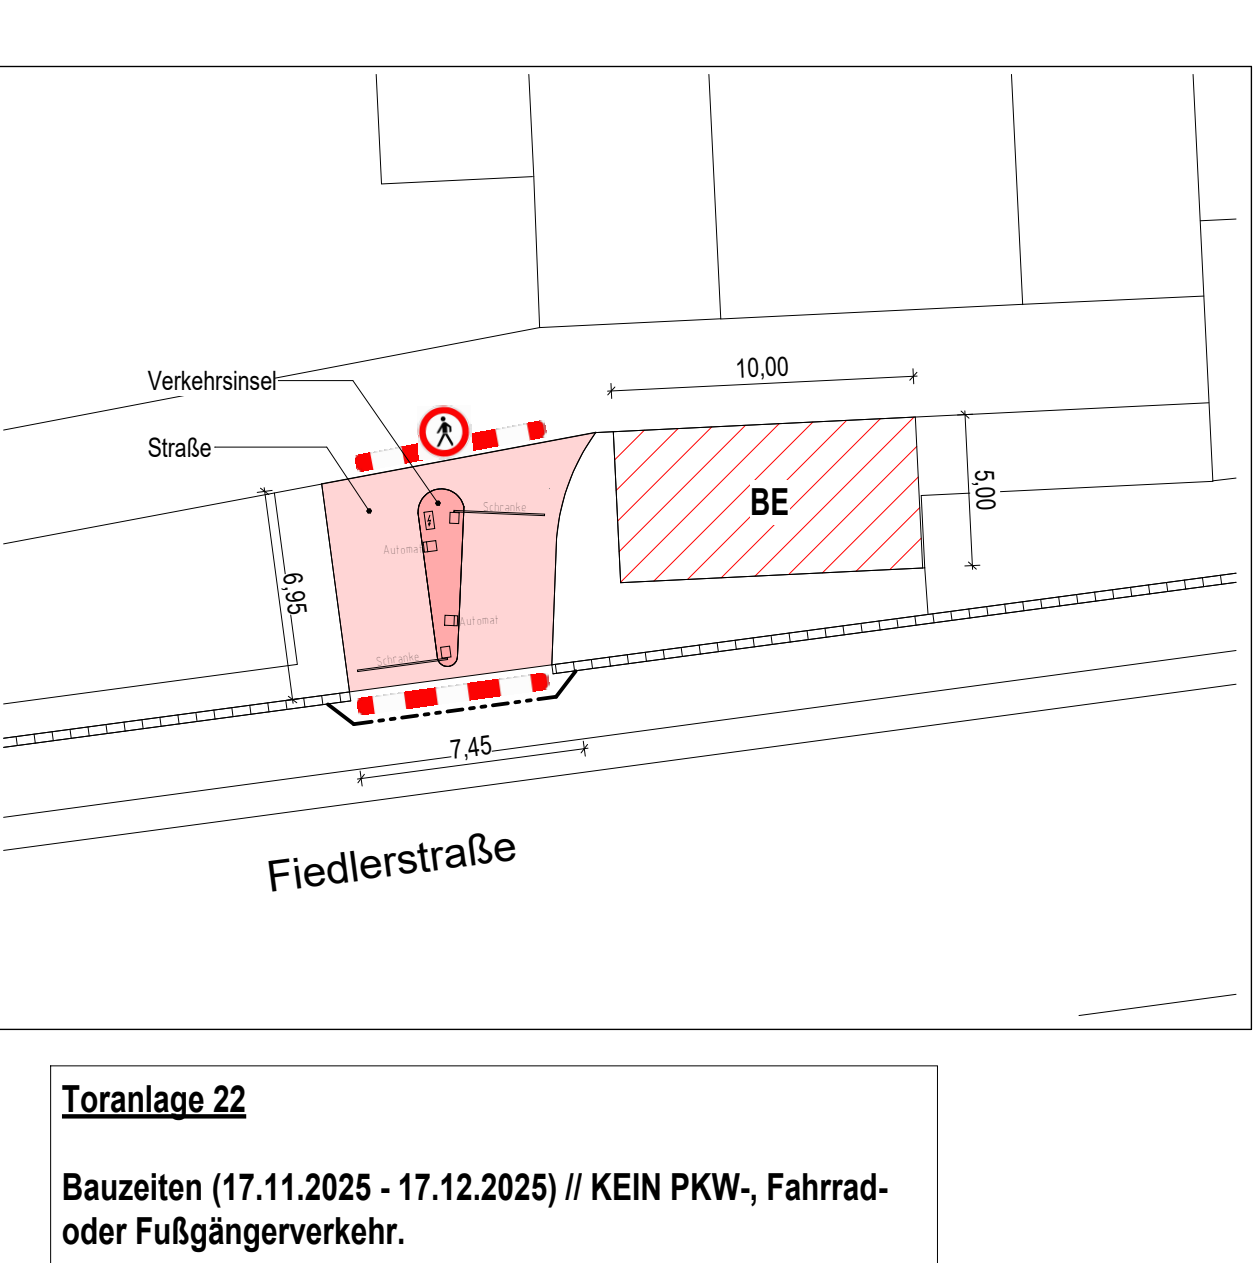 10,00
Verkehrsinsel
Straße
Schranke
5,00
BE
Automat
6,95
Automat
Schranke
7,45
Fiedlerstraße
Toranlage 22
Bauzeiten (17.11.2025 - 17.12.2025) // KEIN PKW-, Fahrrad-
oder Fußgängerverkehr.